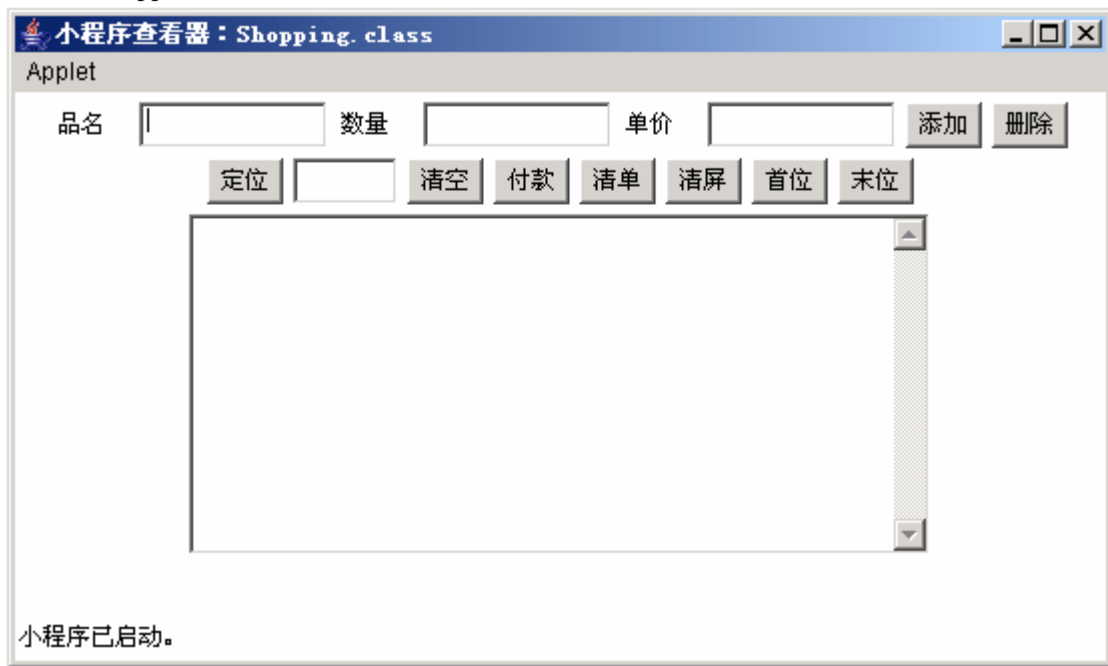 小程序查看器：Shopping.class
Applet
品名 数量 单价 添加 删除
定位 清空 付款 清单 清屏 首位 末位
小程序已启动。